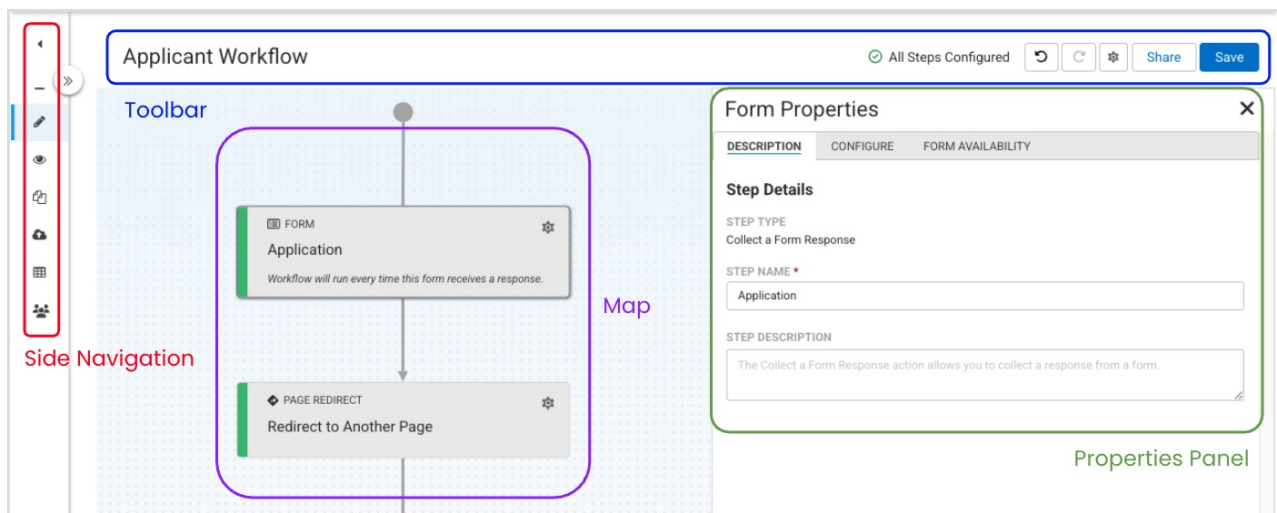 Applicant Workflow
All Steps Configured
Share
Save
Toolbar
FORM
Application
Workflow will run every time this form receives a response.
Map
Side Navigation
PAGE REDIRECT
Redirect to Another Page
Form Properties
DESCRIPTION
CONFIGURE
FORM AVAILABILITY
Step Details
STEP TYPE
Collect a Form Response
STEP NAME *
Application
STEP DESCRIPTION
The Collect a Form Response action allows you to collect a response from a form.
Properties Panel